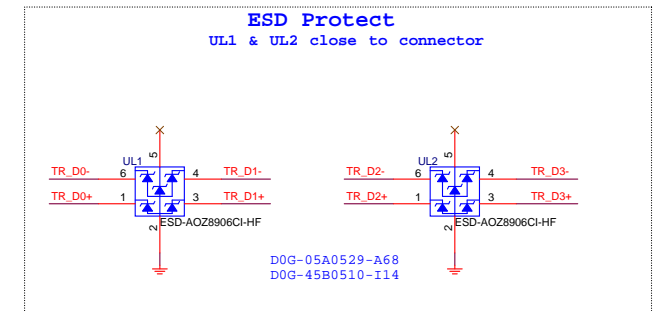 ESD Protect
UL1 & UL2 close to connector
5 5
UL1 UL2
TR_D0- 6 4 TR_D1- TR_D2- 6 4 TR_D3-
TR_D0+ 1 3 TR_D1+ TR_D2+ 1 3 TR_D3+
ESD-AOZ8906CI-HF ESD-AOZ8906CI-HF
2 2
D0G-05A0529-A68
D0G-45B0510-I14